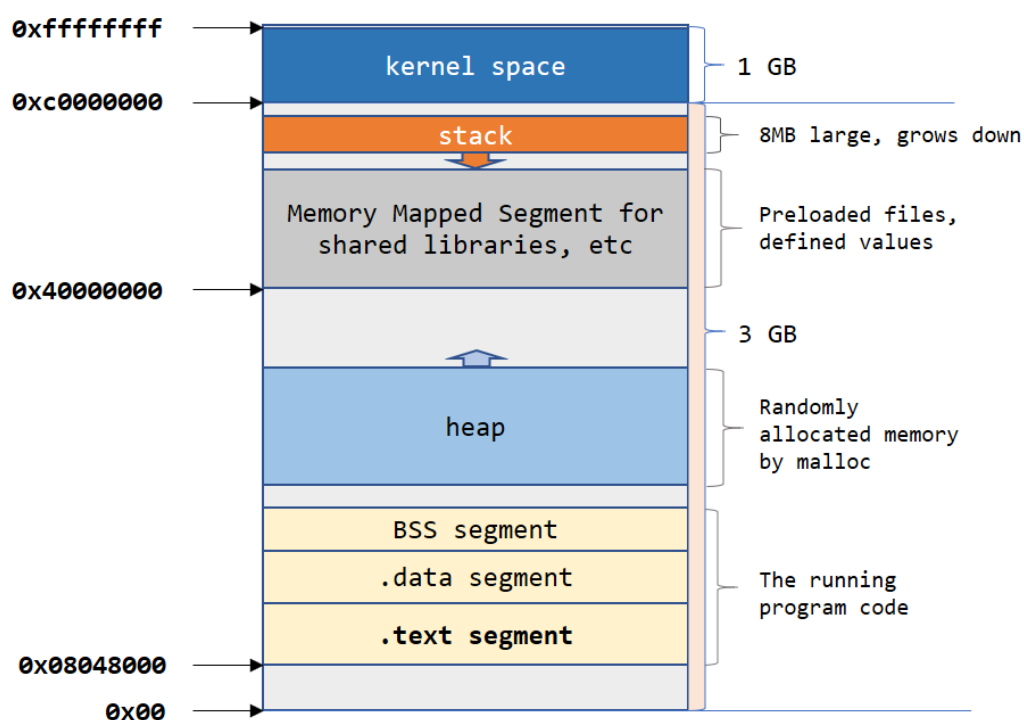 0xffffffff
kernel space
1 GB
0xc0000000
stack
8MB large, grows down
Memory Mapped Segment for
shared libraries, etc
Preloaded files,
defined values
0x40000000
3 GB
heap
Randomly
allocated memory
by malloc
BSS segment
.data segment
.text segment
The running
program code
0x08048000
0x00